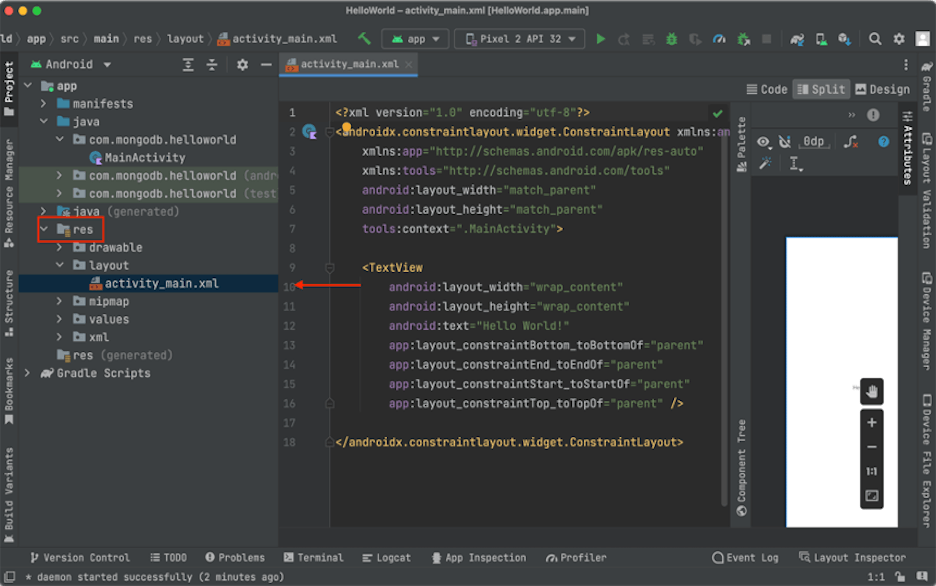 HelloWorld – activity_main.xml [HelloWorld.app.main]
ld › app › src › main › res › layout › activity_main.xml
app
Pixel 2 API 32
Android
activity_main.xml
Code
Split
Design
Project
Resource Manager
Structure
Bookmarks
Build Variants
app
manifests
java
com.mongodb.helloworld
MainActivity
com.mongodb.helloworld (andr
com.mongodb.helloworld (test
java (generated)
res
drawable
layout
activity_main.xml
mipmap
values
xml
res (generated)
Gradle Scripts
1 <?xml version="1.0" encoding="utf-8"?>
2 <androidx.constraintlayout.widget.ConstraintLayout xmlns:an
3 xmlns:app="http://schemas.android.com/apk/res-auto"
4 xmlns:tools="http://schemas.android.com/tools"
5 android:layout_width="match_parent"
6 android:layout_height="match_parent"
7 tools:context=".MainActivity">
8
9 <TextView
10 android:layout_width="wrap_content"
11 android:layout_height="wrap_content"
12 android:text="Hello World!"
13 app:layout_constraintBottom_toBottomOf="parent"
14 app:layout_constraintEnd_toEndOf="parent"
15 app:layout_constraintStart_toStartOf="parent"
16 app:layout_constraintTop_toTopOf="parent" />
17
18 </androidx.constraintlayout.widget.ConstraintLayout>
Palette
Component Tree
»
0dp
Attributes
1:1
Gradle
Layout Validation
Device Manager
Device File Explorer
Version Control
TODO
Problems
Terminal
Logcat
App Inspection
Profiler
Event Log
Layout Inspector
* daemon started successfully (2 minutes ago)
1:1